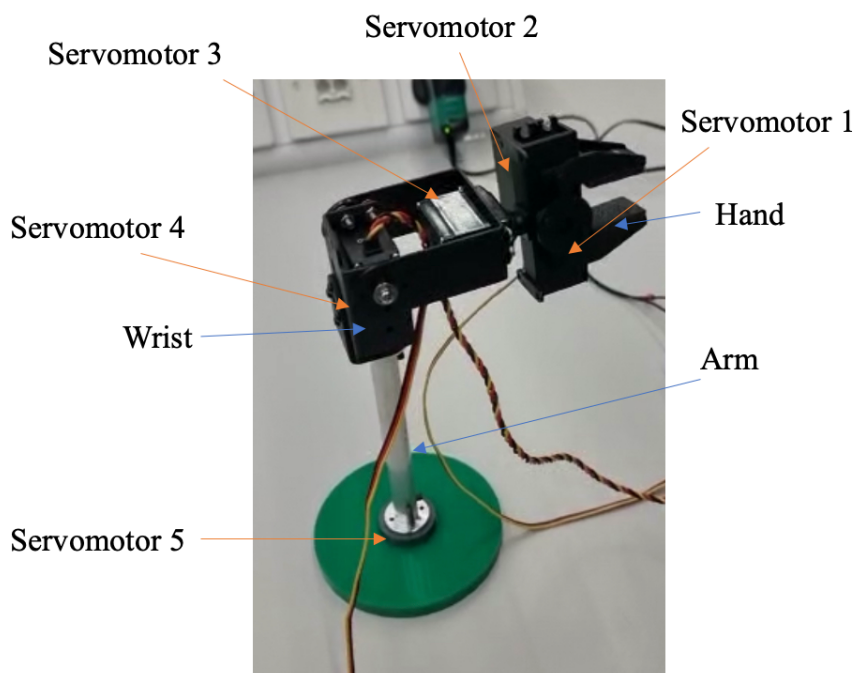 Servomotor 2
Servomotor 3
Servomotor 1
Hand
Servomotor 4
Wrist
Arm
Servomotor 5